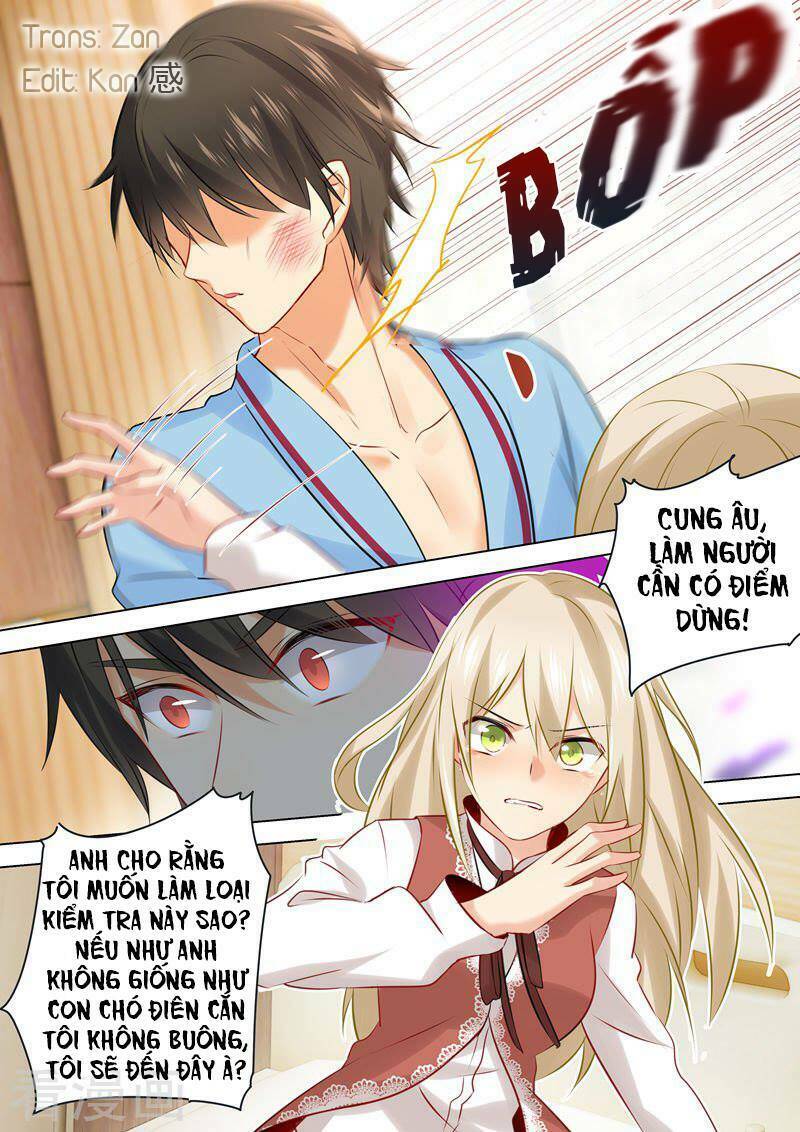 Trans: Zan
Edit: Kan 感
BỐP
CUNG ÂU,
LÀM NGƯỜI
CẦN CÓ ĐIỂM
DỪNG!
ANH CHO RẰNG
TÔI MUỐN LÀM LOẠI
KIỂM TRA NÀY SAO?
NẾU NHƯ ANH
KHÔNG GIỐNG NHƯ
CON CHÓ ĐIÊN CẮN
TÔI KHÔNG BUÔNG,
TÔI SẼ ĐẾN ĐÂY À?
看漫画